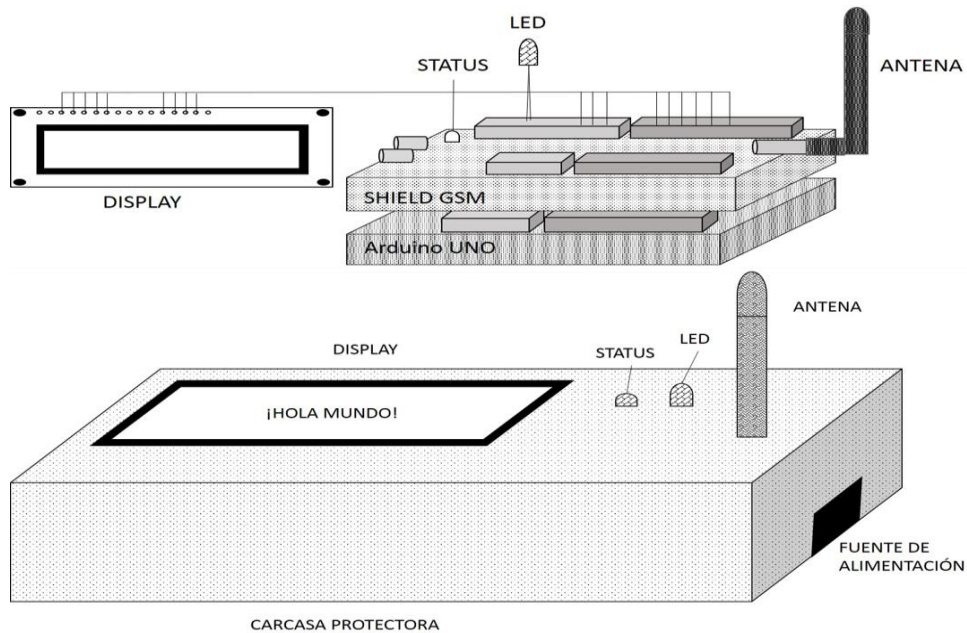 LED
STATUS
ANTENA
DISPLAY
SHIELD GSM
Arduino UNO
ANTENA
DISPLAY
STATUS
LED
¡HOLA MUNDO!
FUENTE DE
ALIMENTACIÓN
CARCASA PROTECTORA